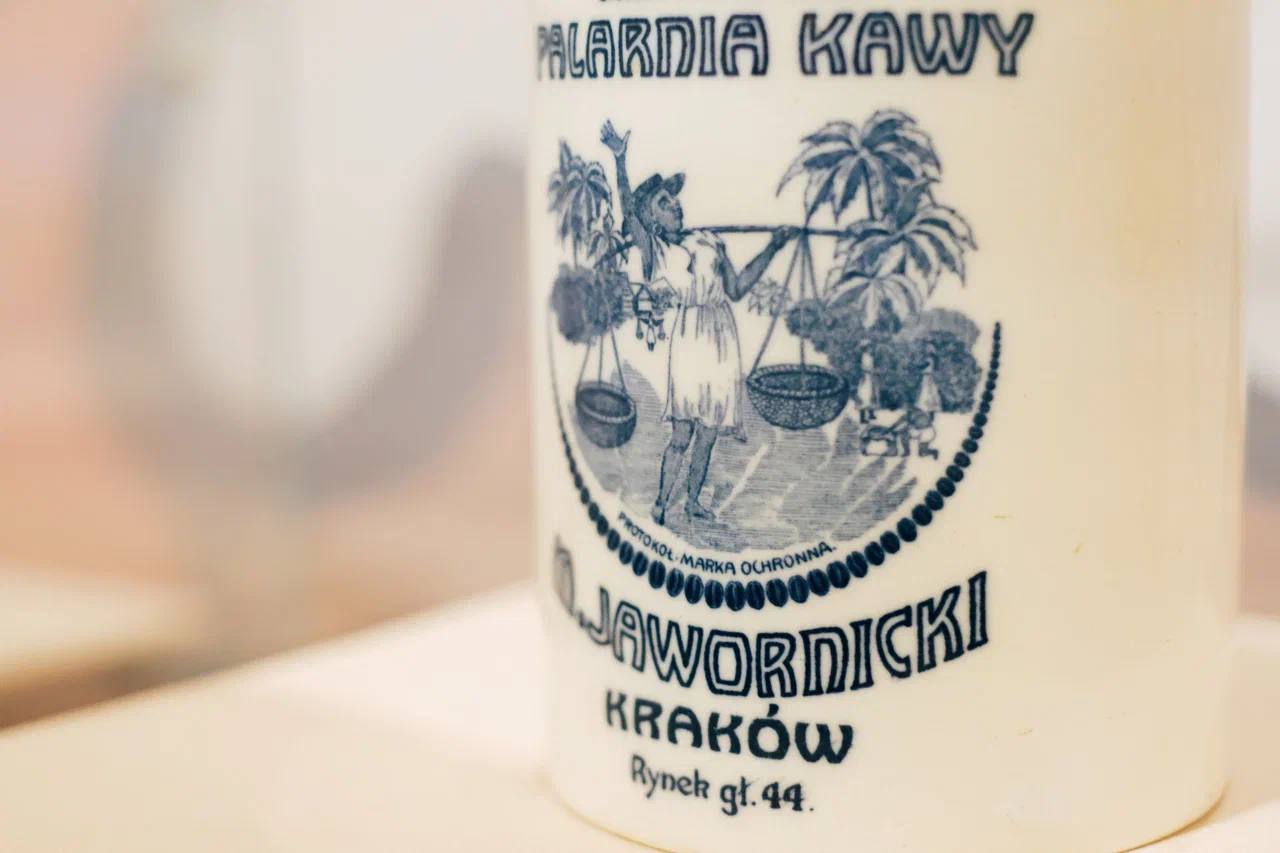 PALARNIA KAWY
PROTOKOŁ. MARKA OCHRONNA.
JAWORNICKI
KRAKÓW
Rynek gł. 44.